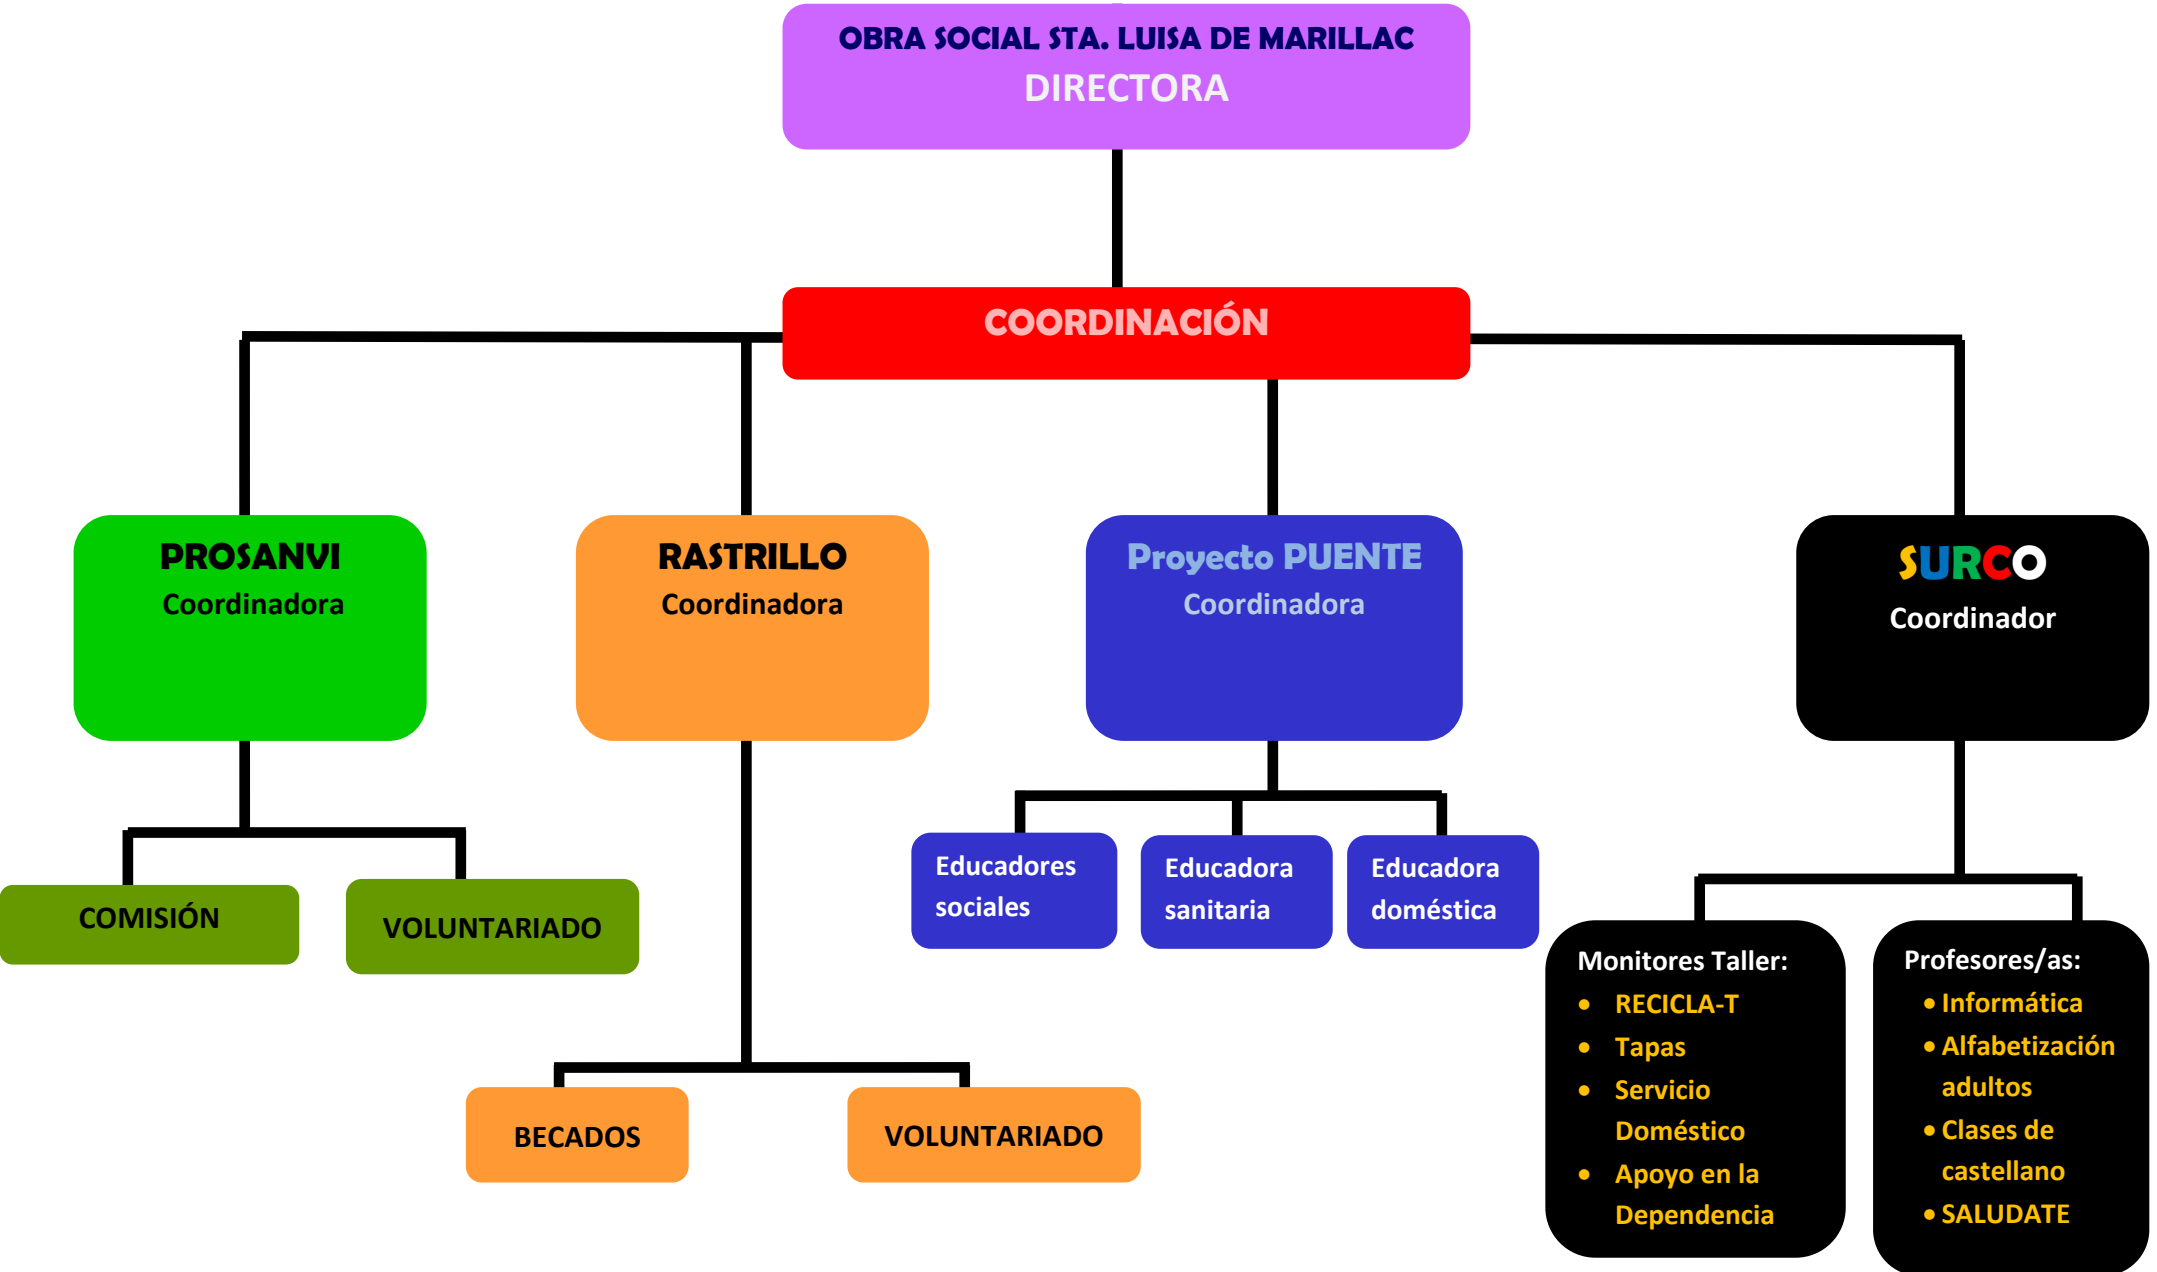 OBRA SOCIAL STA. LUISA DE MARILLAC
DIRECTORA
COORDINACIÓN
PROSANVI
Coordinadora
RASTRILLO
Coordinadora
Proyecto PUENTE
Coordinadora
SURCO
Coordinador
COMISIÓN
VOLUNTARIADO
BECADOS
VOLUNTARIADO
Educadores
sociales
Educadora
sanitaria
Educadora
doméstica
Monitores Taller:
• RECICLA-T
• Tapas
• Servicio
Doméstico
• Apoyo en la
Dependencia
Profesores/as:
• Informática
• Alfabetización
adultos
• Clases de
castellano
• SALUDATE